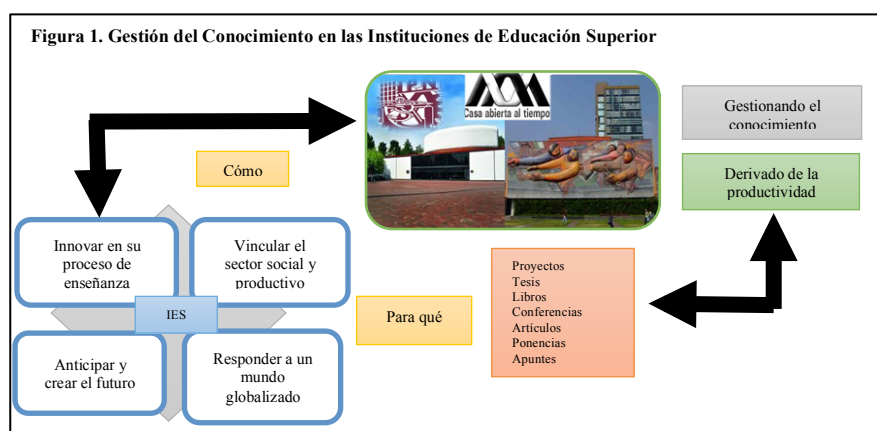 Figura 1. Gestión del Conocimiento en las Instituciones de Educación Superior
IPN
Casa abierta al tiempo
Gestionando el
conocimiento
Cómo
Derivado de la
productividad
Innovar en su
proceso de
enseñanza
Vincular el
sector social y
productivo
IES
Anticipar y
crear el futuro
Responder a un
mundo
globalizado
Para qué
Proyectos
Tesis
Libros
Conferencias
Artículos
Ponencias
Apuntes